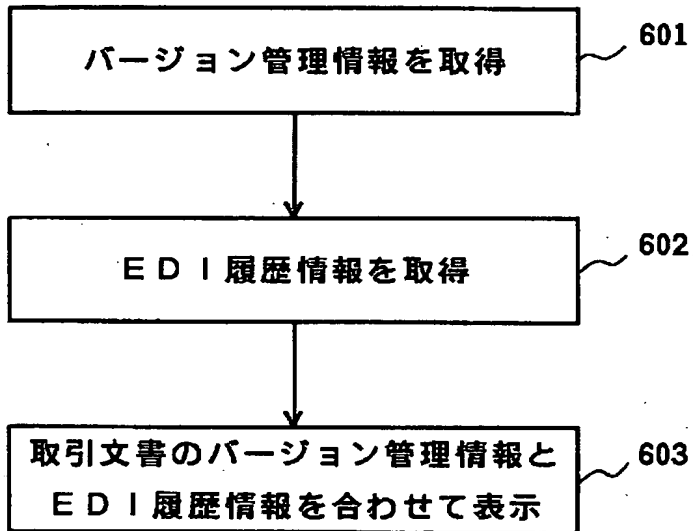 バージョン管理情報を取得
601
EDI履歴情報を取得
602
取引文書のバージョン管理情報と
EDI履歴情報を合わせて表示
603